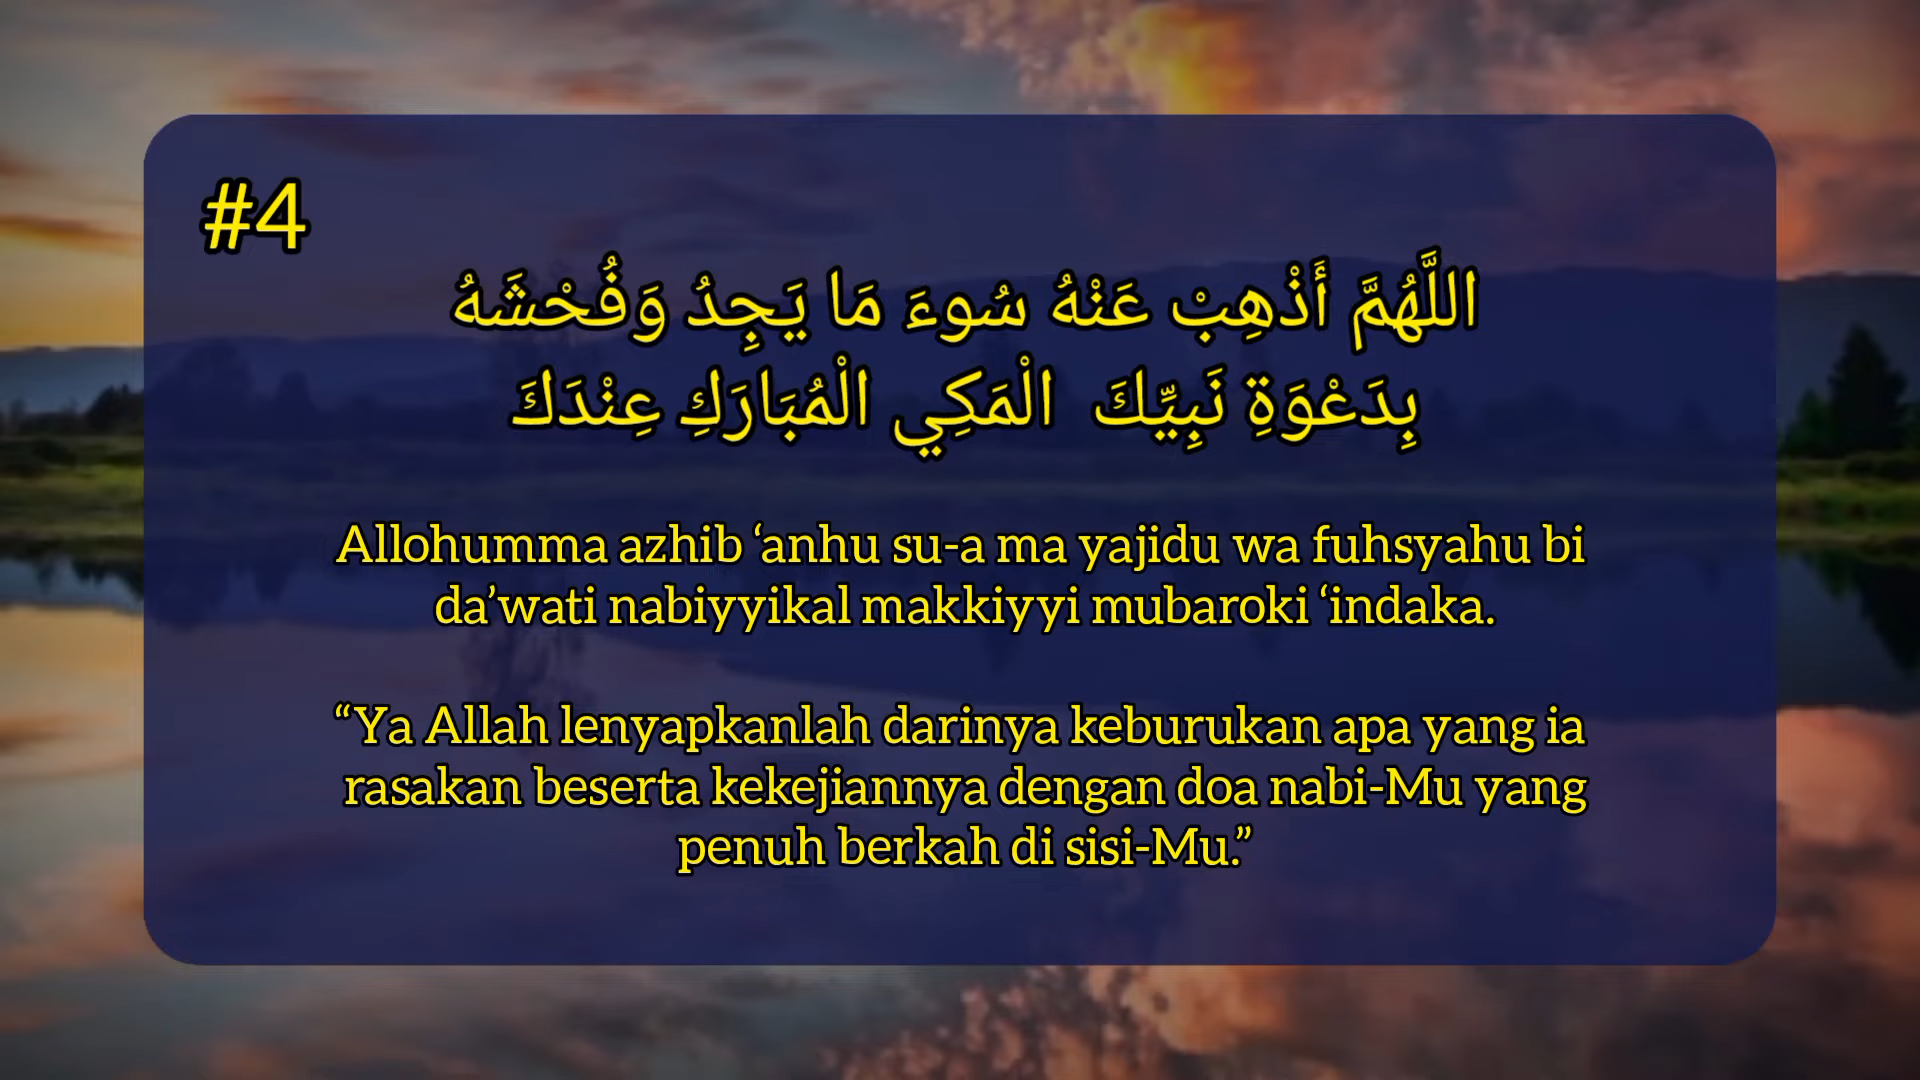 #4
اللَّهُمَّ أَذْهِبْ عَنْهُ سُوءَ مَا يَجِدُ وَفُحْشَهُ
بِدَعْوَةِ نَبِيِّكَ الْمَكِي الْمُبَارَكِ عِنْدَكَ
Allohumma azhib ‘anhu su-a ma yajidu wa fuhsyahu bi
da’wati nabiyyikal makkiyyi mubaroki ‘indaka.
“Ya Allah lenyapkanlah darinya keburukan apa yang ia
rasakan beserta kekejiannya dengan doa nabi-Mu yang
penuh berkah di sisi-Mu.”